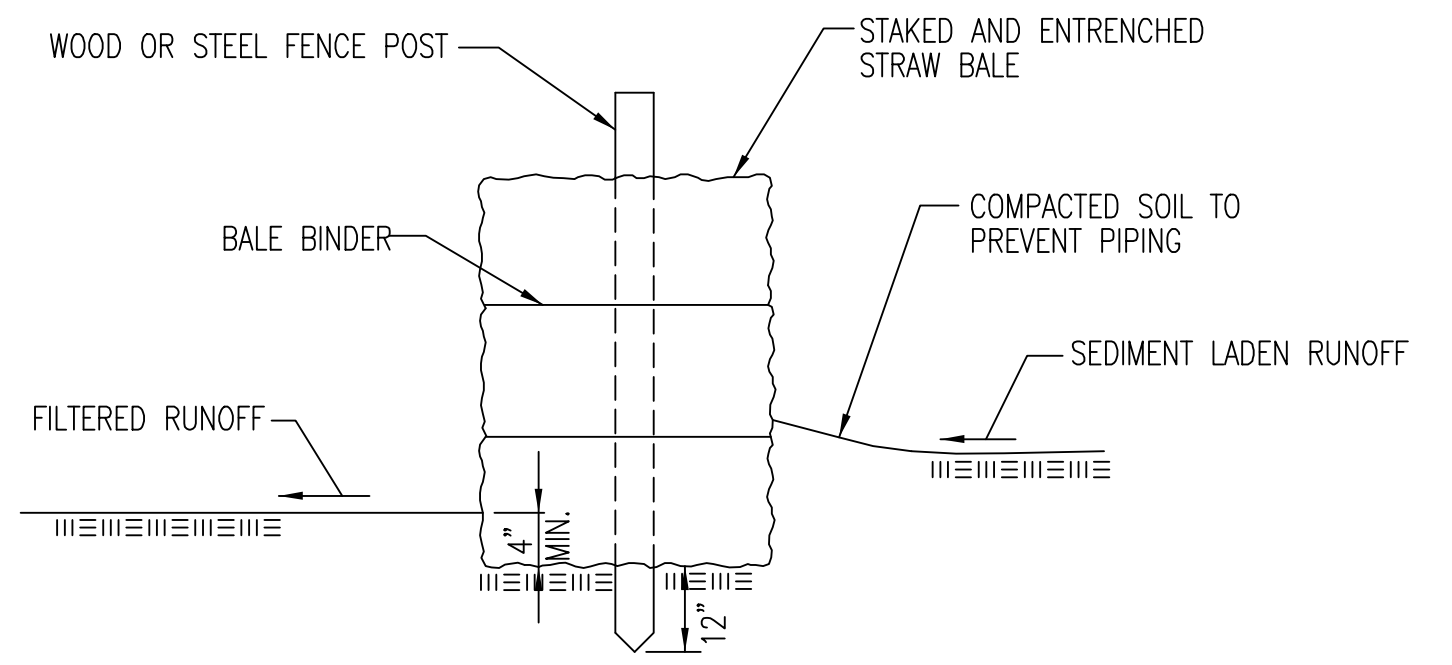 WOOD OR STEEL FENCE POST
STAKED AND ENTRENCHED
STRAW BALE
BALE BINDER
COMPACTED SOIL TO
PREVENT PIPING
SEDIMENT LADEN RUNOFF
FILTERED RUNOFF
4"
MIN.
12"